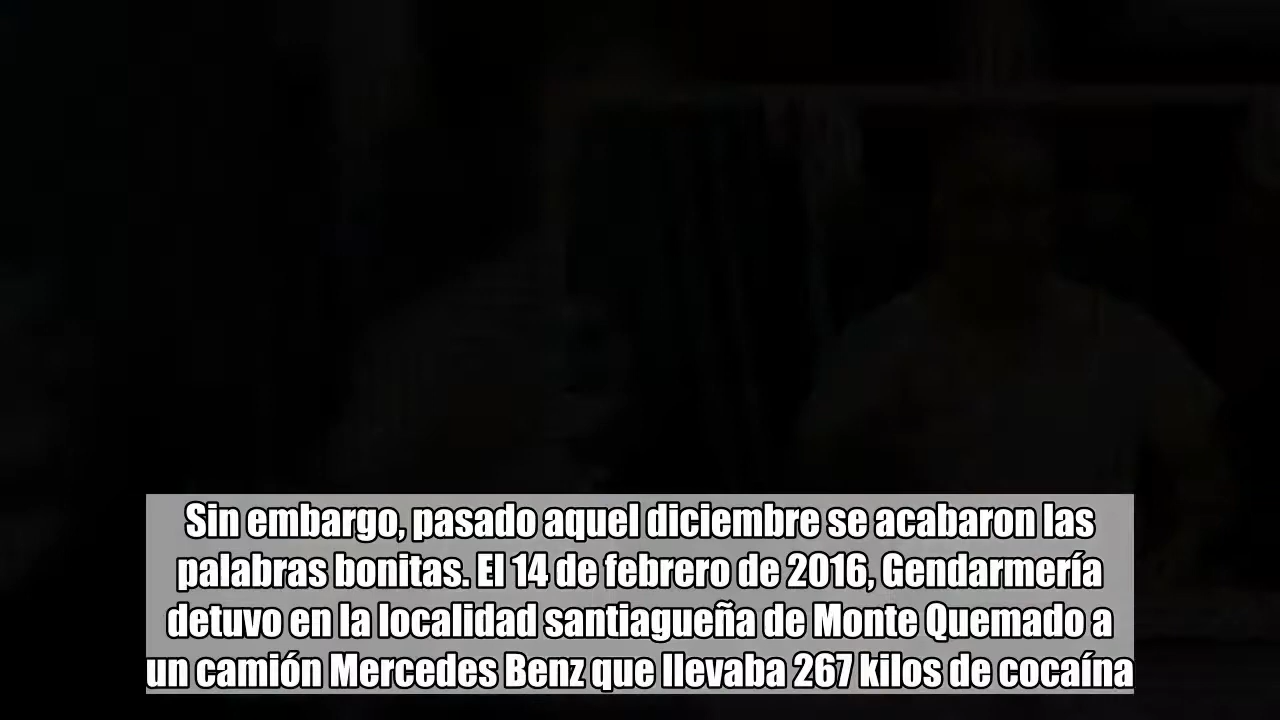 Sin embargo, pasado aquel diciembre se acabaron las
palabras bonitas. El 14 de febrero de 2016, Gendarmería
detuvo en la localidad santiagueña de Monte Quemado a
un camión Mercedes Benz que llevaba 267 kilos de cocaína